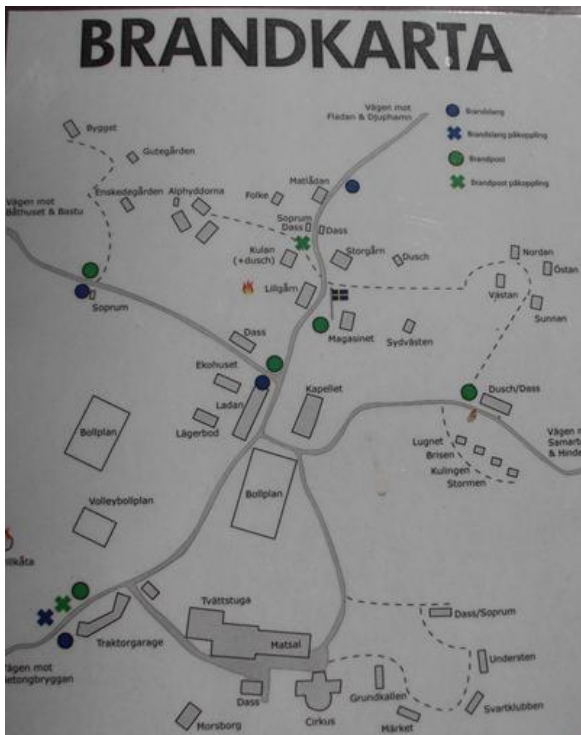 BRANDKARTA
Vägen mot
Fladan & Djuphamn
Brandslang
Brandslang påkoppling
Brandpost
Brandpost påkoppling
Bygget
Gutegården
Enskedegården
Alphyddorna
Folke
Matlådan
Vägen mot
Båthuset & Bastu
Soprum
Dass
Dass
Kulan
(+dusch)
Storgårn
Dusch
Nordan
Östan
Västan
Sunnan
Lillgårn
Soprum
Magasinet
Sydvästen
Dass
Ekohuset
Ladan
Kapellet
Dusch/Dass
Lägerbod
Bollplan
Lugnet
Brisen
Kulingen
Stormen
Vägen
& Hinde
Bollplan
Volleybollplan
Tvättstuga
Matsal
Traktorgarage
Dass/Soprum
Vägen mot
etongbryggan
Understen
Dass
Grundkallen
Svartklubben
Morsborg
Cirkus
Märket